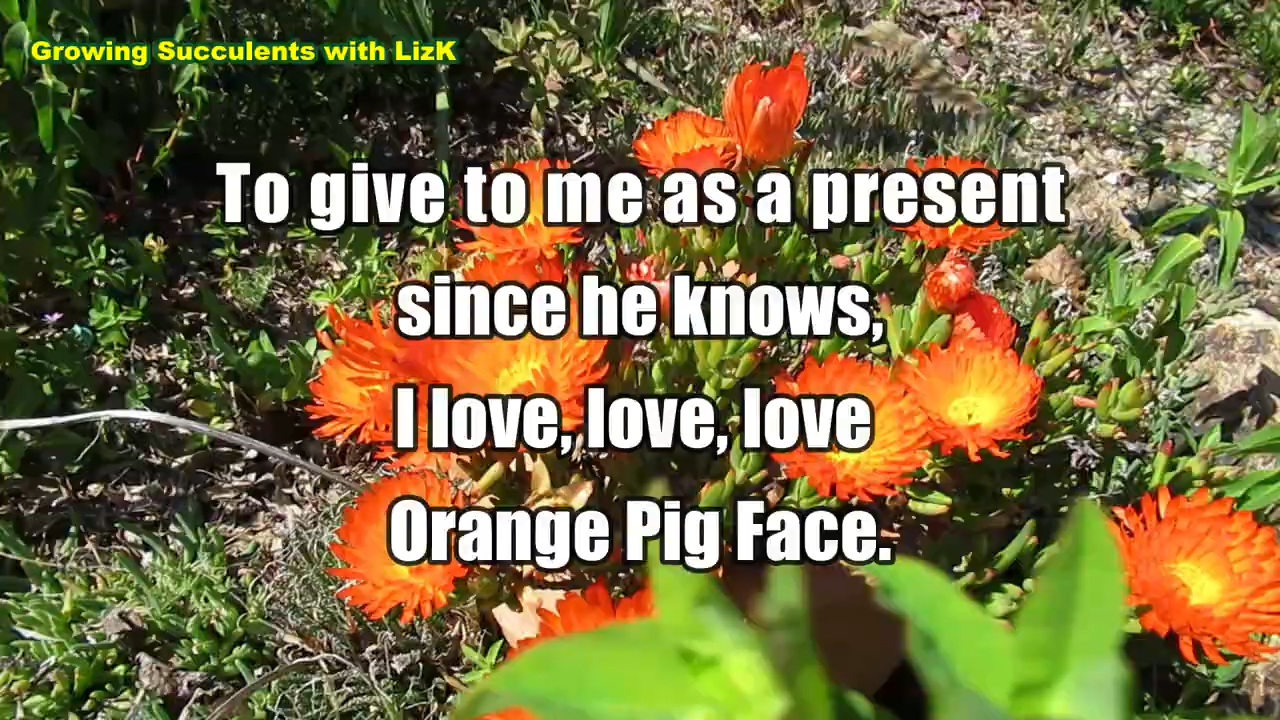 Growing Succulents with LizK
To give to me as a present
since he knows,
I love, love, love
Orange Pig Face.